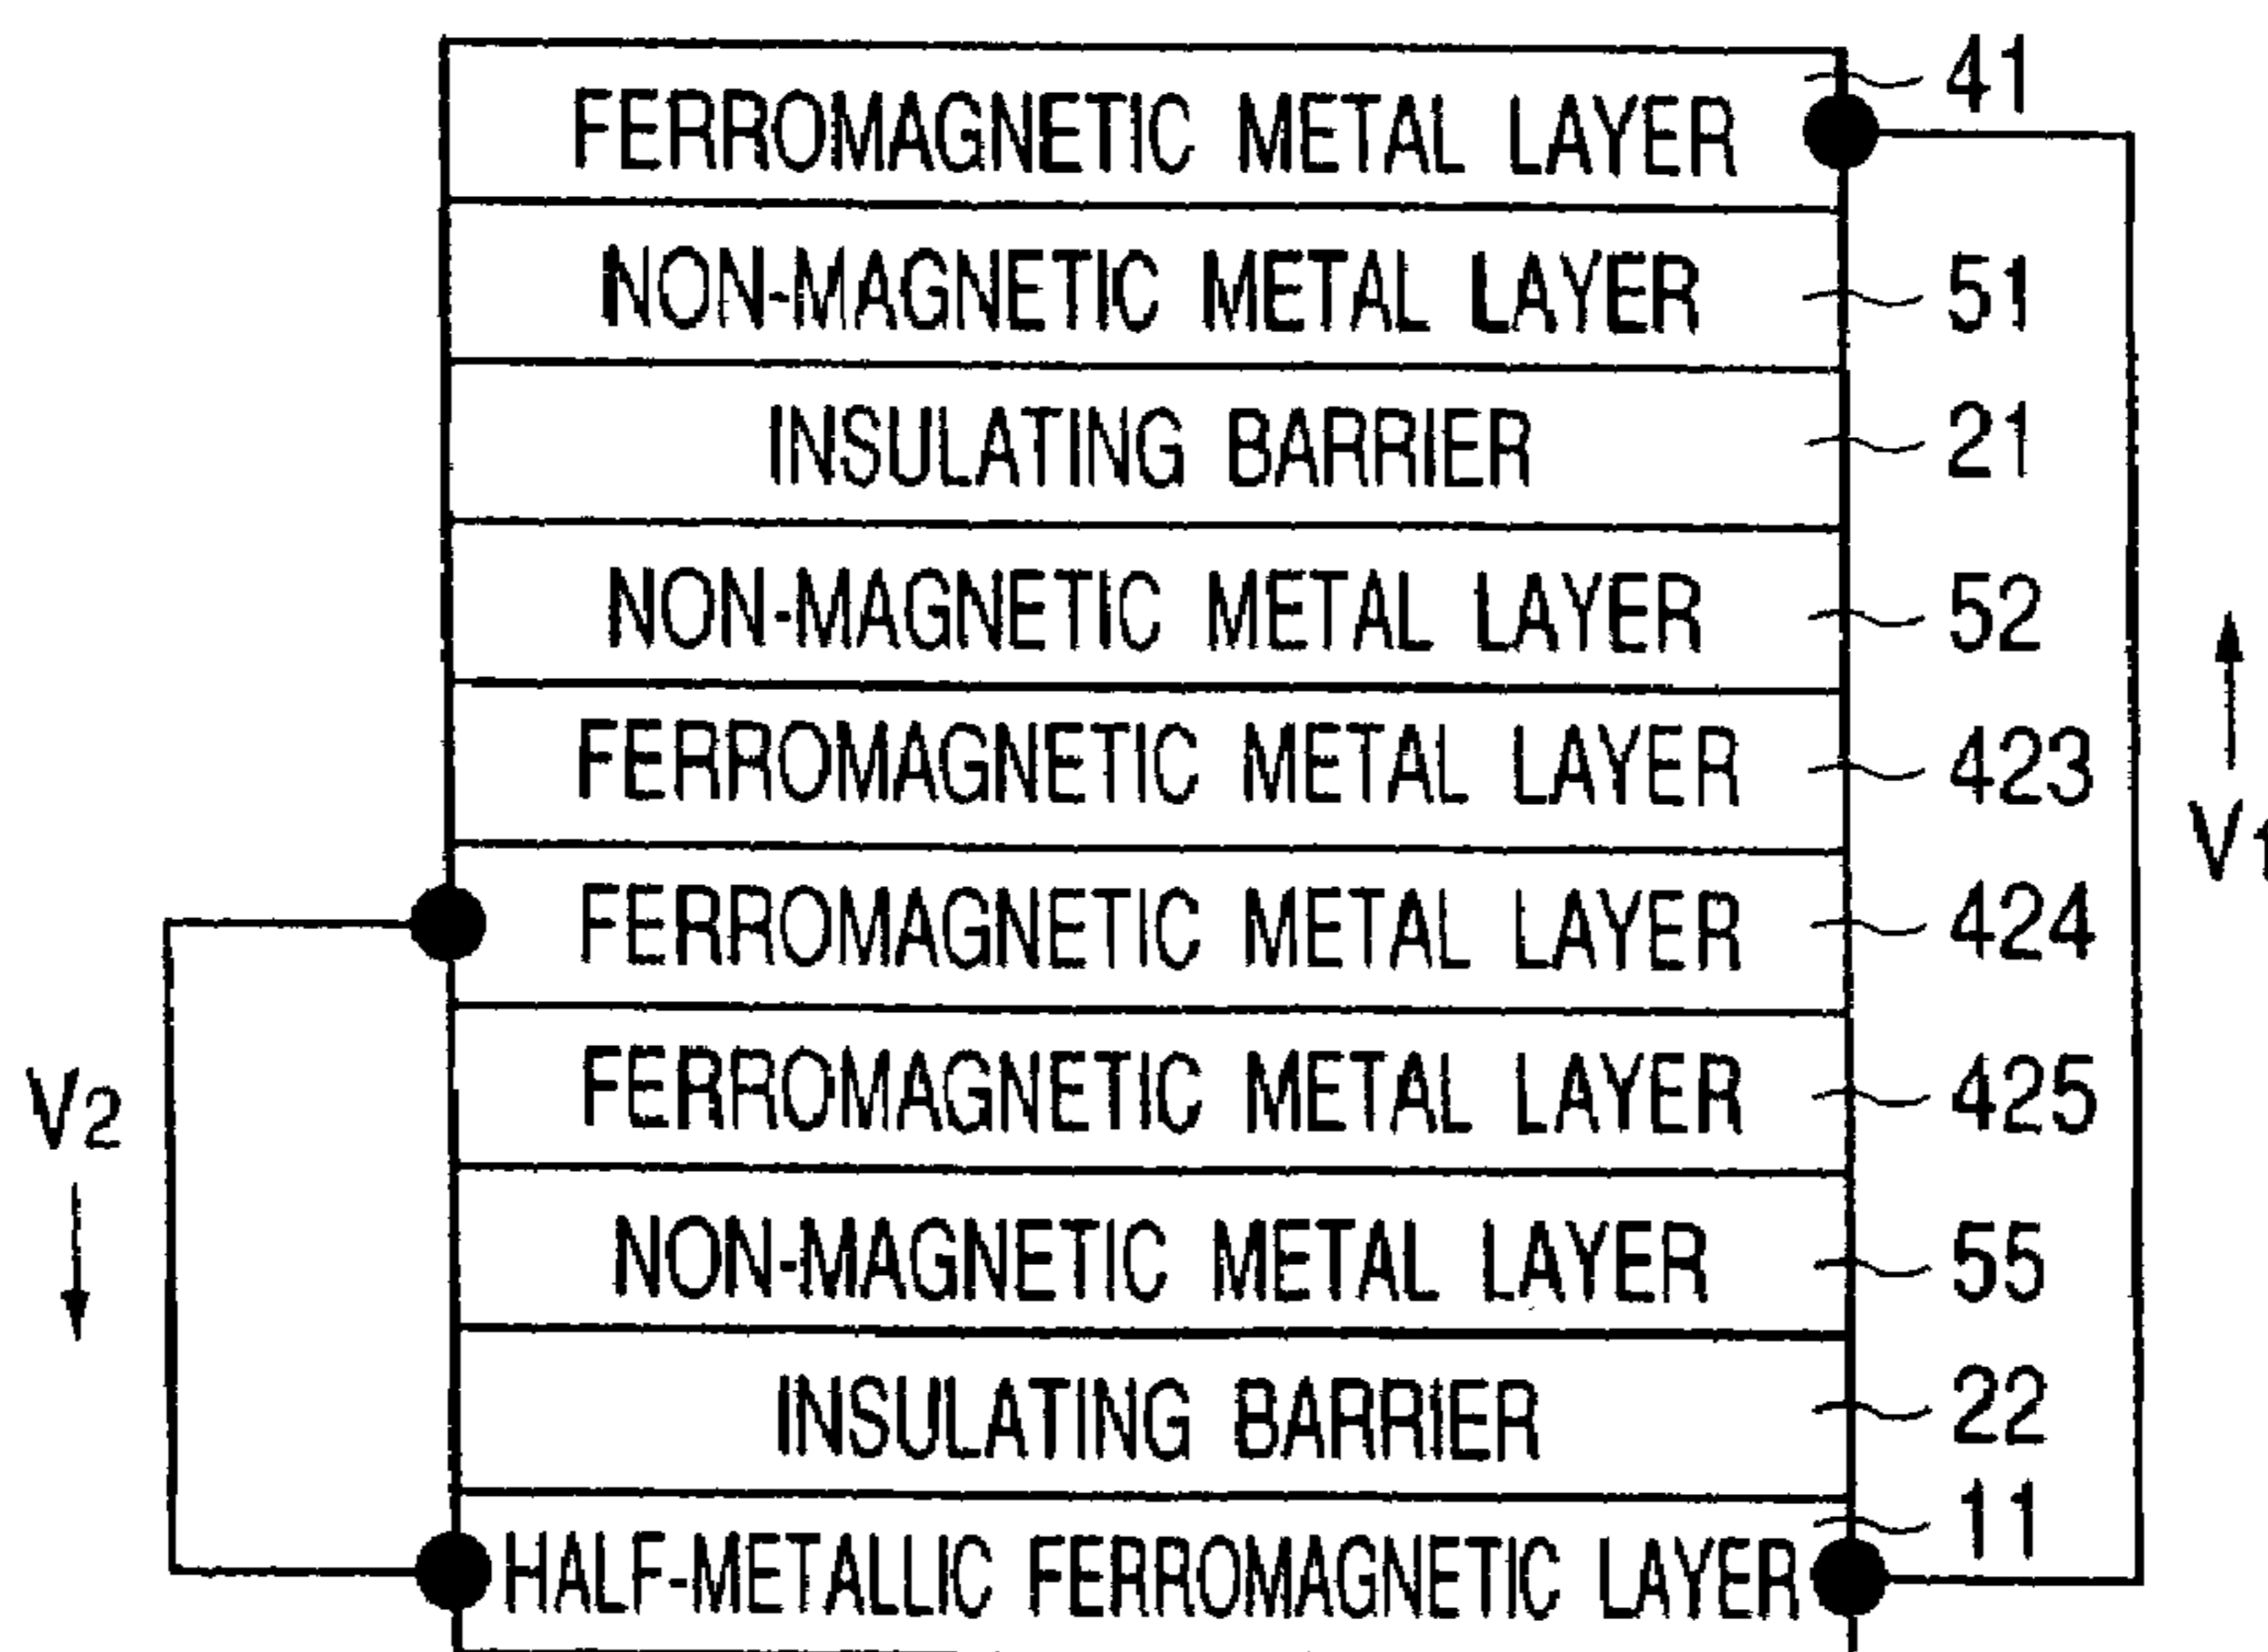 FERROMAGNETIC METAL LAYER 41
NON-MAGNETIC METAL LAYER 51
INSULATING BARRIER 21
NON-MAGNETIC METAL LAYER 52
FERROMAGNETIC METAL LAYER 423
V1
FERROMAGNETIC METAL LAYER 424
FERROMAGNETIC METAL LAYER 425
V2
NON-MAGNETIC METAL LAYER 55
INSULATING BARRIER 22
HALF-METALLIC FERROMAGNETIC LAYER 11